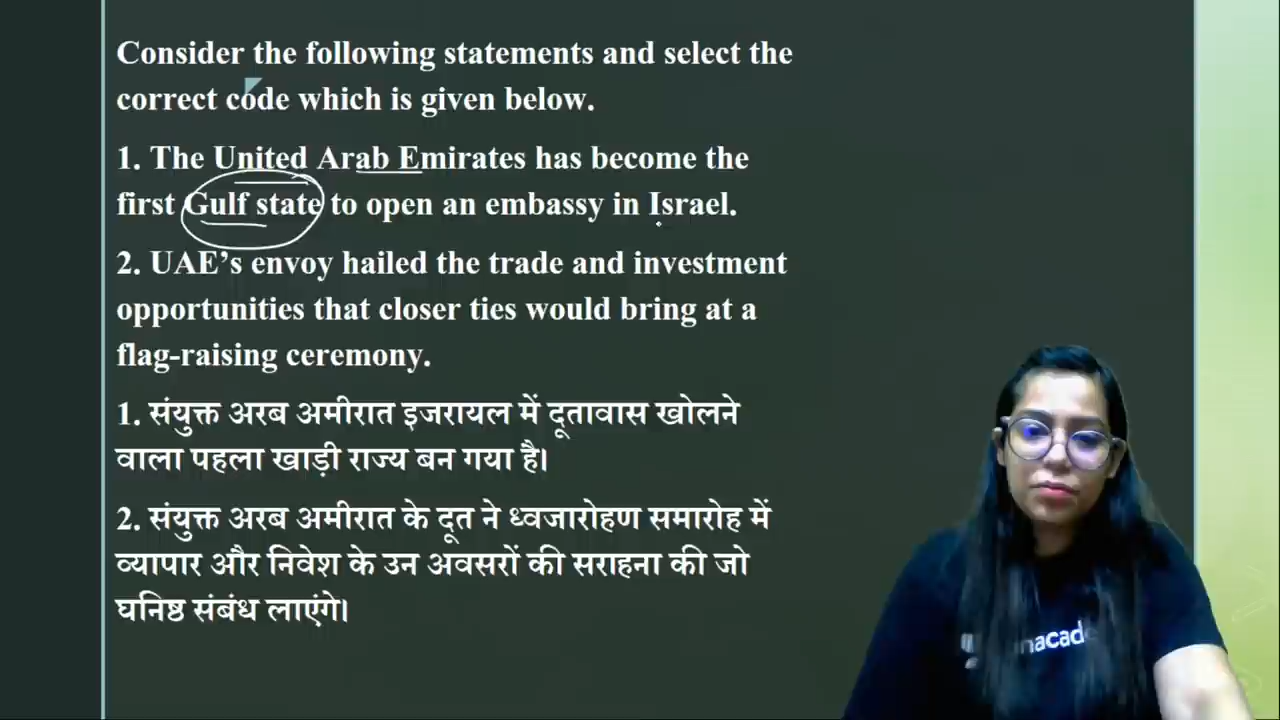 Consider the following statements and select the
correct code which is given below.
1. The United Arab Emirates has become the
first Gulf state to open an embassy in Israel.
2. UAE’s envoy hailed the trade and investment
opportunities that closer ties would bring at a
flag-raising ceremony.
1. संयुक्त अरब अमीरात इजरायल में दूतावास खोलने
वाला पहला खाड़ी राज्य बन गया है।
2. संयुक्त अरब अमीरात के दूत ने ध्वजारोहण समारोह में
व्यापार और निवेश के उन अवसरों की सराहना की जो
घनिष्ठ संबंध लाएंगे।